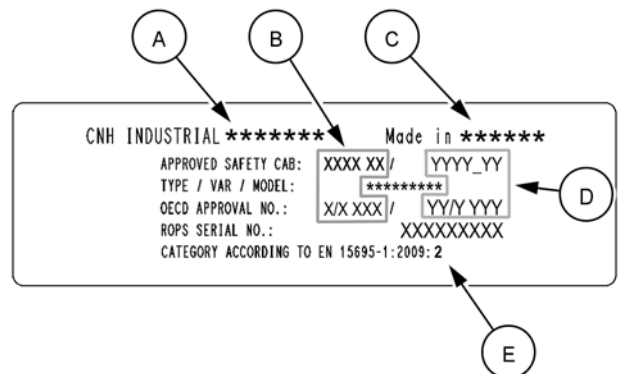 A B C
CNH INDUSTRIAL ******* Made in ******
APPROVED SAFETY CAB: XXXX XX / YYYY_YY
TYPE / VAR / MODEL: *********
D
OECD APPROVAL NO.: X/X XXX / YY/Y YYY
ROPS SERIAL NO.: XXXXXXXXX
CATEGORY ACCORDING TO EN 15695-1:2009: 2
E